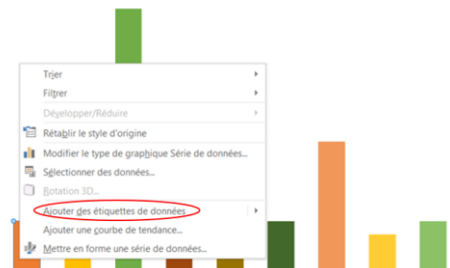 Trier
Filtrer
Développer/Réduire
Rétablir le style d'origine
Modifier le type de graphique Série de données...
Sélectionner des données...
Rotation 3D...
Ajouter des étiquettes de données
Ajouter une courbe de tendance...
Mettre en forme une série de données...